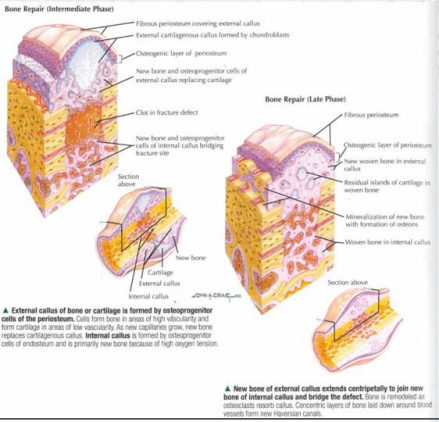 Bone Repair (Intermediate Phase)
Fibrous periosteum covering external callus
External cartilagenous callus formed by chondroblasts
Osteogenic layer of periosteum
New bone and osteoprogenitor cells of
external callus replacing cartilage
Clot in fracture defect
New bone and osteoprogenitor
cells of internal callus bridging
fracture site
Section
above
New bone
Cartilage
External callus
Internal callus
JOHN A. CRAIG MD
▲ External callus of bone or cartilage is formed by osteoprogenitor
cells of the periosteum. Cells form bone in areas of high vascularity and
form cartilage in areas of low vascularity. As new capillaries grow, new bone
replaces cartilagenous callus. Internal callus is formed by osteoprogenitor
cells of endosteum and is primarily new bone because of high oxygen tension.
Bone Repair (Late Phase)
Fibrous periosteum
Osteogenic layer of periosteum
New woven bone in external
callus
Residual islands of cartilage in
woven bone
Mineralization of new bone
with formation of osteons
Woven bone in internal callus
Section above
▲ New bone of external callus extends centripetally to join new
bone of internal callus and bridge the defect. Bone is remodeled as
osteoclasts resorb callus. Concentric layers of bone laid down around blood
vessels form new Haversian canals.